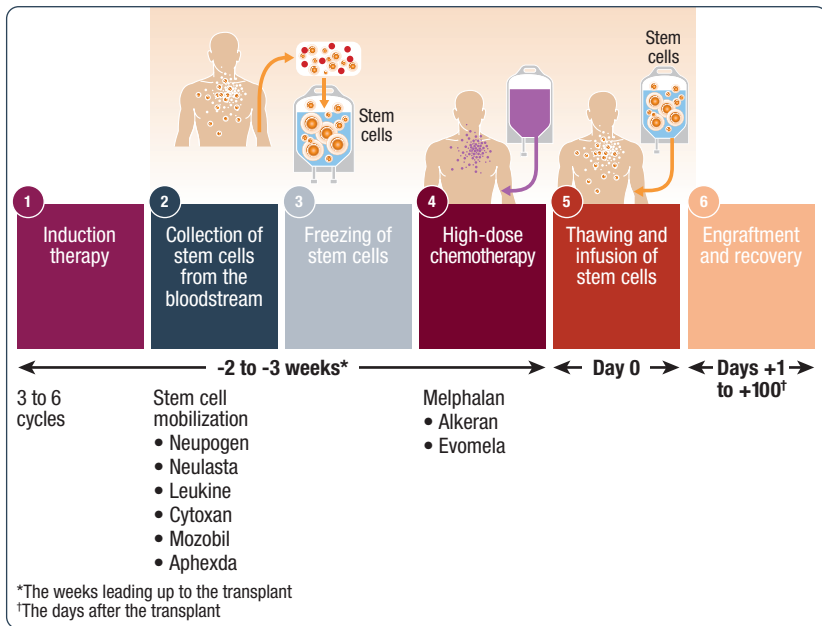 Stem
cells
Stem
cells
1
Induction
therapy
2
Collection of
stem cells
from the
bloodstream
3
Freezing of
stem cells
4
High-dose
chemotherapy
5
Thawing and
infusion of
stem cells
6
Engraftment
and recovery
-2 to -3 weeks*
Day 0
Days +1
to +100†
3 to 6
cycles
Stem cell
mobilization
• Neupogen
• Neulasta
• Leukine
• Cytoxan
• Mozobil
• Aphexda
Melphalan
• Alkeran
• Evomela
*The weeks leading up to the transplant
†The days after the transplant